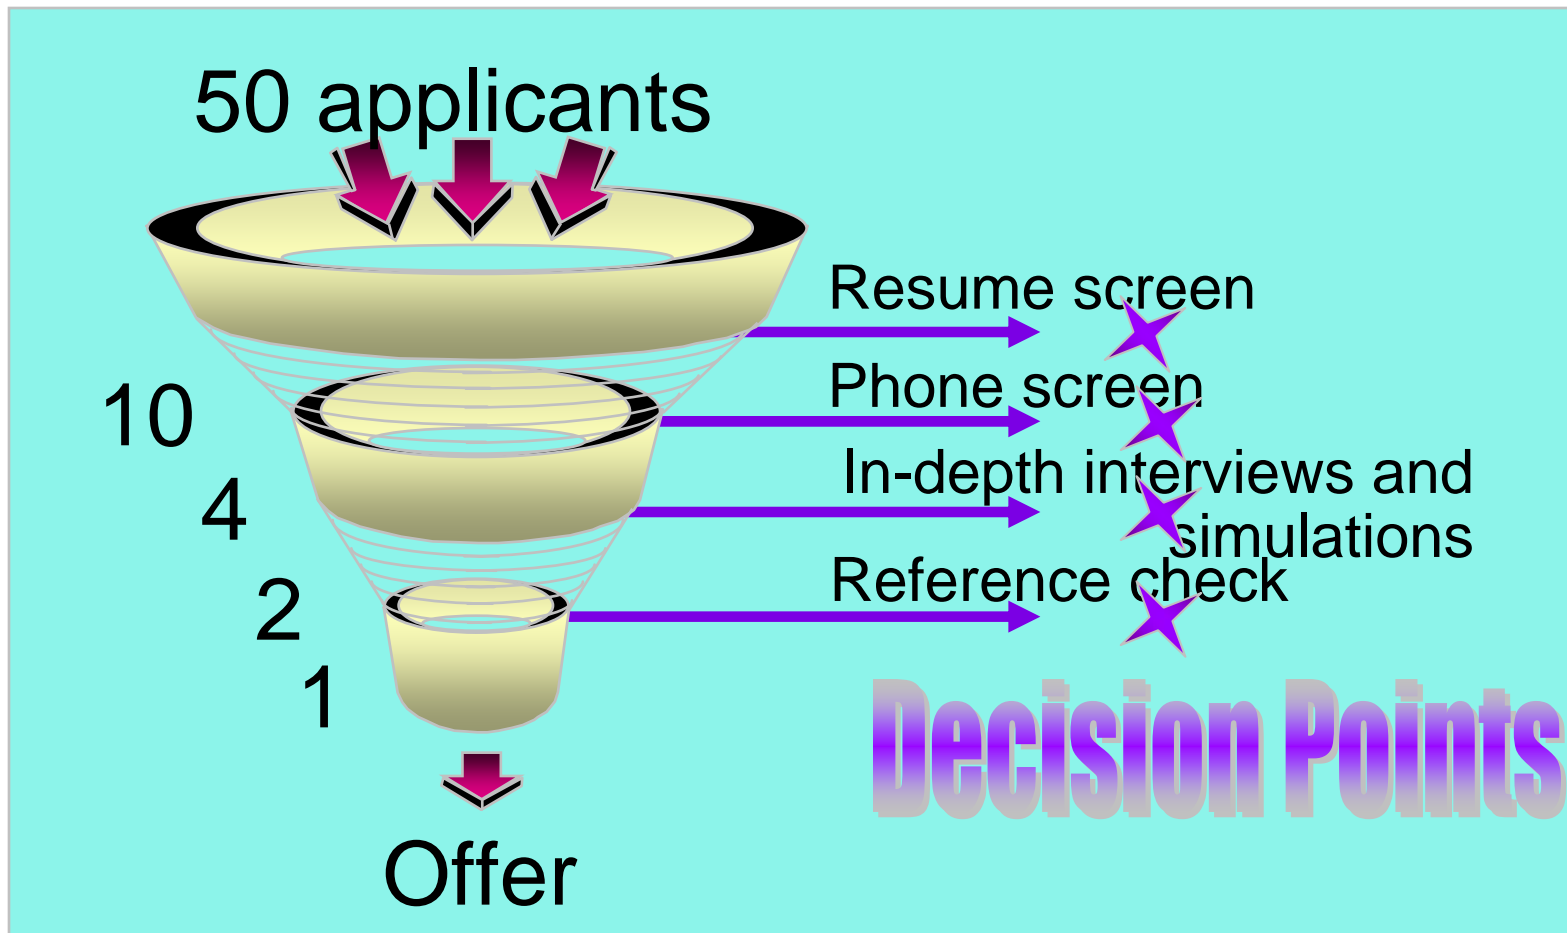 50 applicants
Resume screen
Phone screen
10
In-depth interviews and
4
simulations
Reference check
2
1
Decision Points
Offer